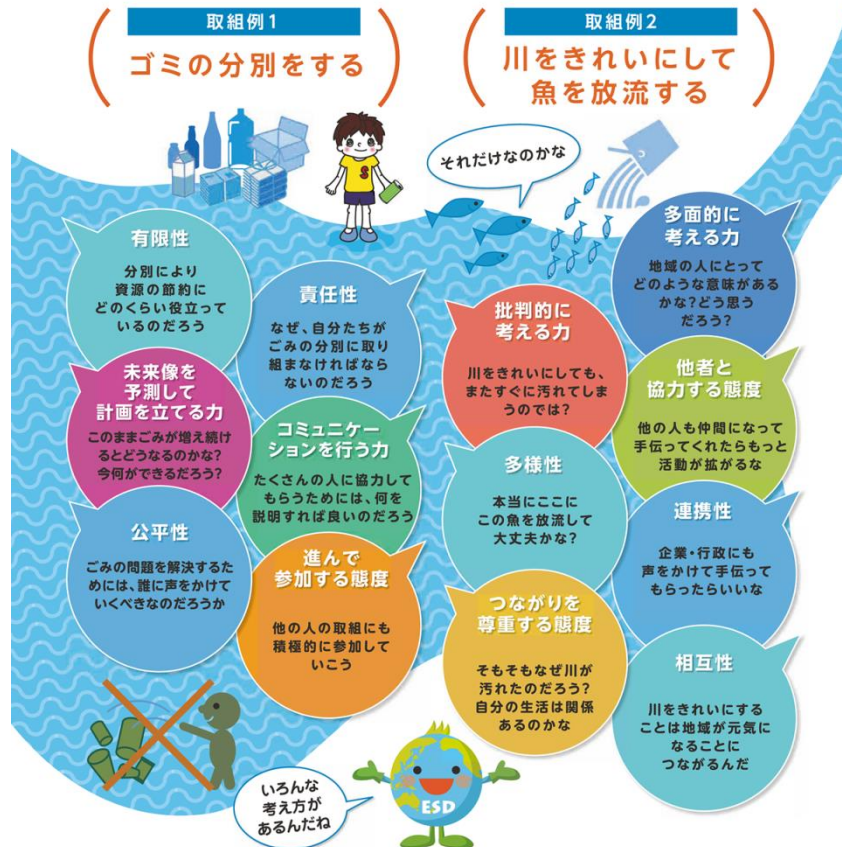 取組例1
ゴミの分別をする
取組例2
川をきれいにして
魚を放流する
それだけなのかな
有限性
分別により
資源の節約に
どのくらい役立って
いるのだろう
責任性
なぜ、自分たちが
ごみの分別に取り
組まなければなら
ないのだろう
未来像を
予測して
計画を立てる力
このままごみが増え続け
るとどうなるのかな?
今何ができるだろう?
コミュニケー
ションを行う力
たくさんの人に協力して
もらうためには、何を
説明すれば良いのだろう
公平性
ごみの問題を解決するた
めには、誰に声をかけて
いくべきなのだろうか
進んで
参加する態度
他の人の取組にも
積極的に参加して
いこう
多面的に
考える力
地域の人にとって
どのような意味がある
かな?どう思う
だろう?
批判的に
考える力
川をきれいにしても、
またすぐに汚れてしま
うのでは?
他者と
協力する態度
他の人も仲間になって
手伝ってくれたらもっと
活動が拡がるな
多様性
本当にここに
この魚を放流して
大丈夫かな?
連携性
企業・行政にも
声をかけて手伝って
もらったらいいな
つながりを
尊重する態度
そもそもなぜ川が
汚れたのだろう?
自分の生活は関係
あるのかな
相互性
川をきれいにする
ことは地域が元気に
なることに
つながるんだ
いろんな
考え方が
あるんだね
ESD